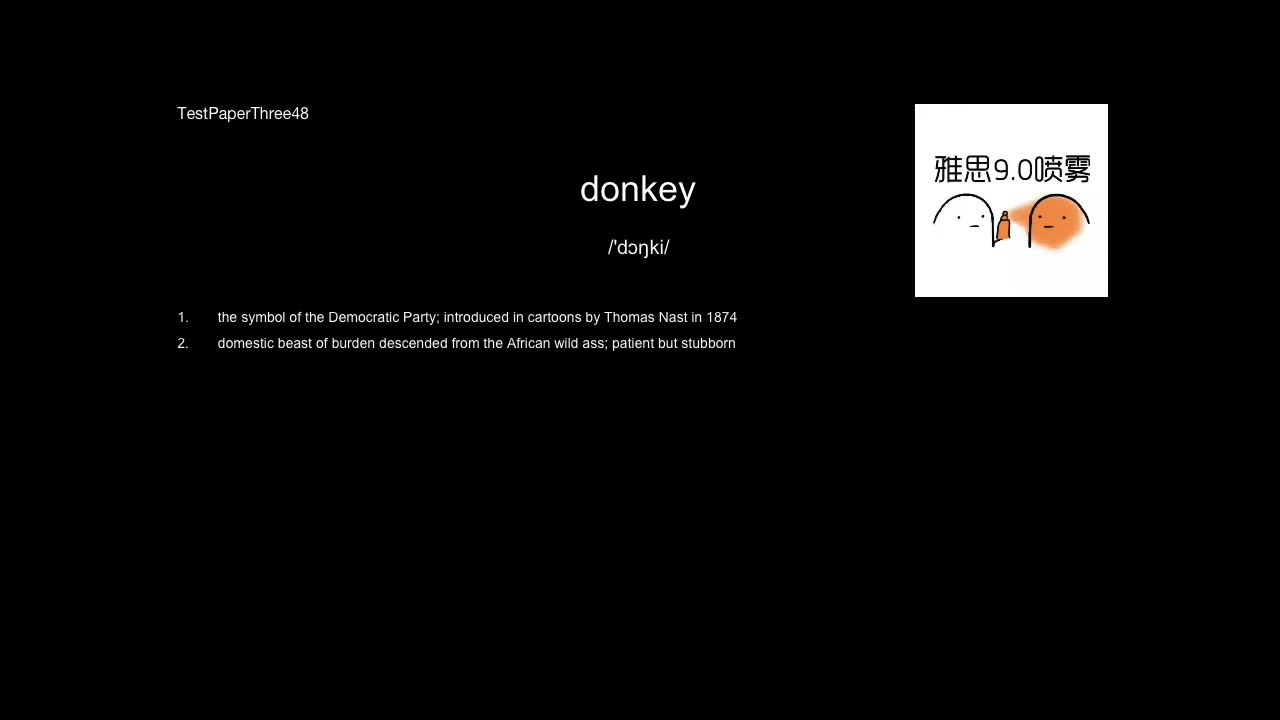 TestPaperThree48
雅思9.0喷雾
donkey
/'dɔŋki/
1. the symbol of the Democratic Party; introduced in cartoons by Thomas Nast in 1874
2. domestic beast of burden descended from the African wild ass; patient but stubborn